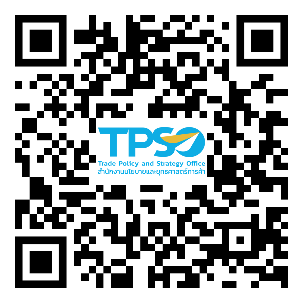 TPSO
Trade Policy and Strategy Office
สำนักงานนโยบายและยุทธศาสตร์การค้า